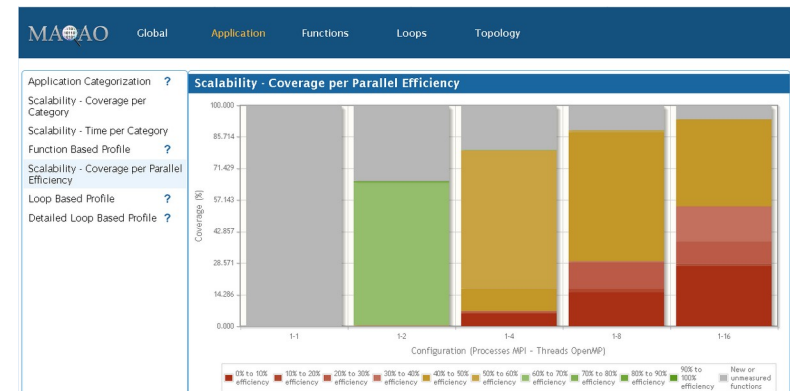 MAQAO Global Application Functions Loops Topology
Application Categorization ?
Scalability - Coverage per
Category
Scalability - Time per Category
Function Based Profile ?
Scalability - Coverage per Parallel
Efficiency
Loop Based Profile ?
Detailed Loop Based Profile ?
Scalability - Coverage per Parallel Efficiency
100.000
85.714
71.429
57.143
42.857
28.571
14.286
0.000
Coverage (%)
1-1 1-2 1-4 1-8 1-16
Configuration (Processes MPI - Threads OpenMP)
0% to 10%
efficiency
10% to 20%
efficiency
20% to 30%
efficiency
30% to 40%
efficiency
40% to 50%
efficiency
50% to 60%
efficiency
60% to 70%
efficiency
70% to 80%
efficiency
80% to 90%
efficiency
90% to
100%
efficiency
New or
unmeasured
functions